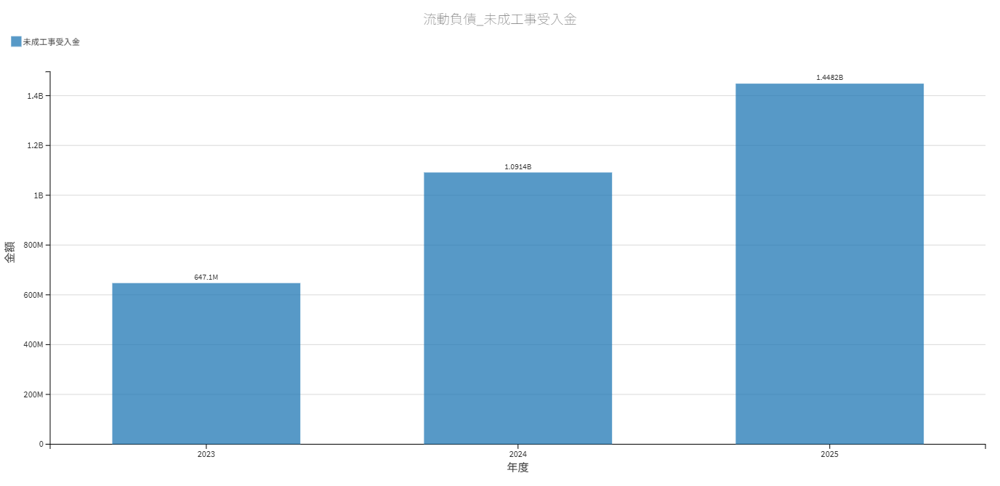 流動負債_未成工事受入金
未成工事受入金
金額
1.4B
1.2B
1B
800M
600M
400M
200M
0
647.1M
1.0914B
1.4482B
2023
2024
2025
年度